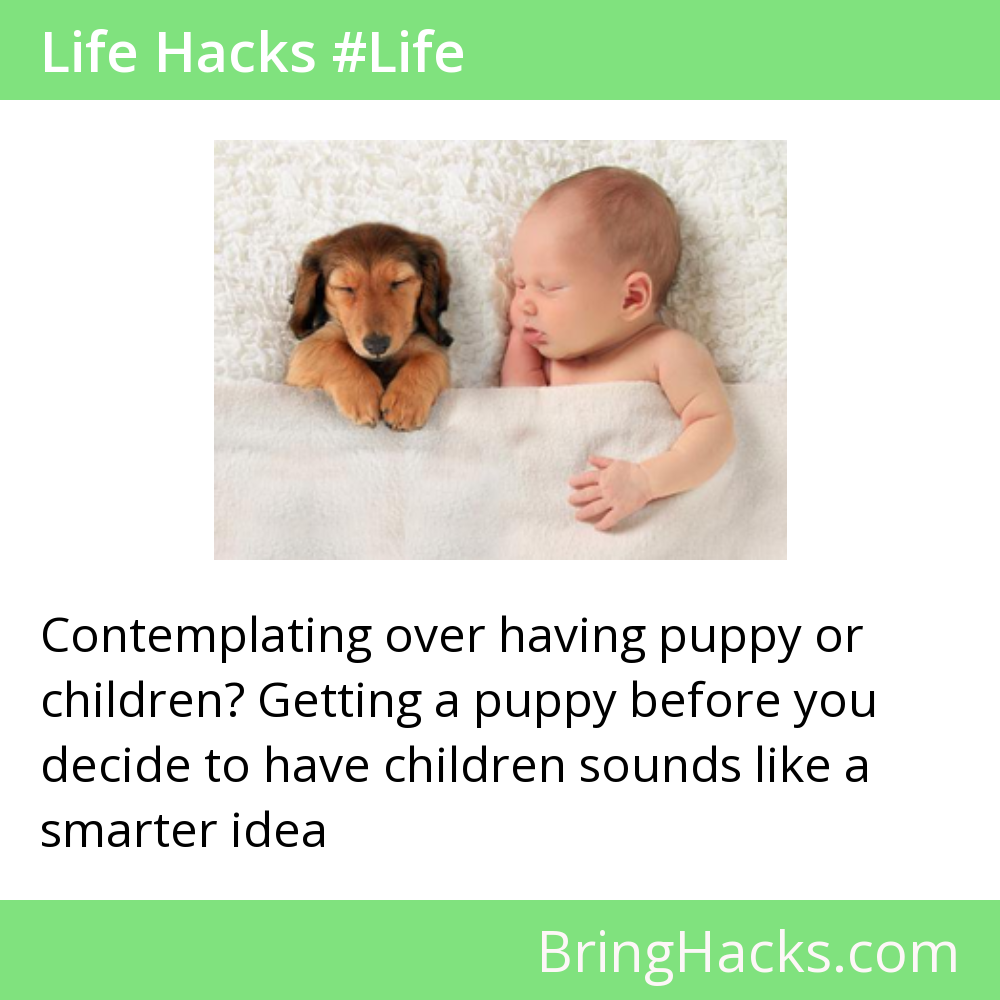 Life Hacks #Life
Contemplating over having puppy or
children? Getting a puppy before you
decide to have children sounds like a
smarter idea
BringHacks.com